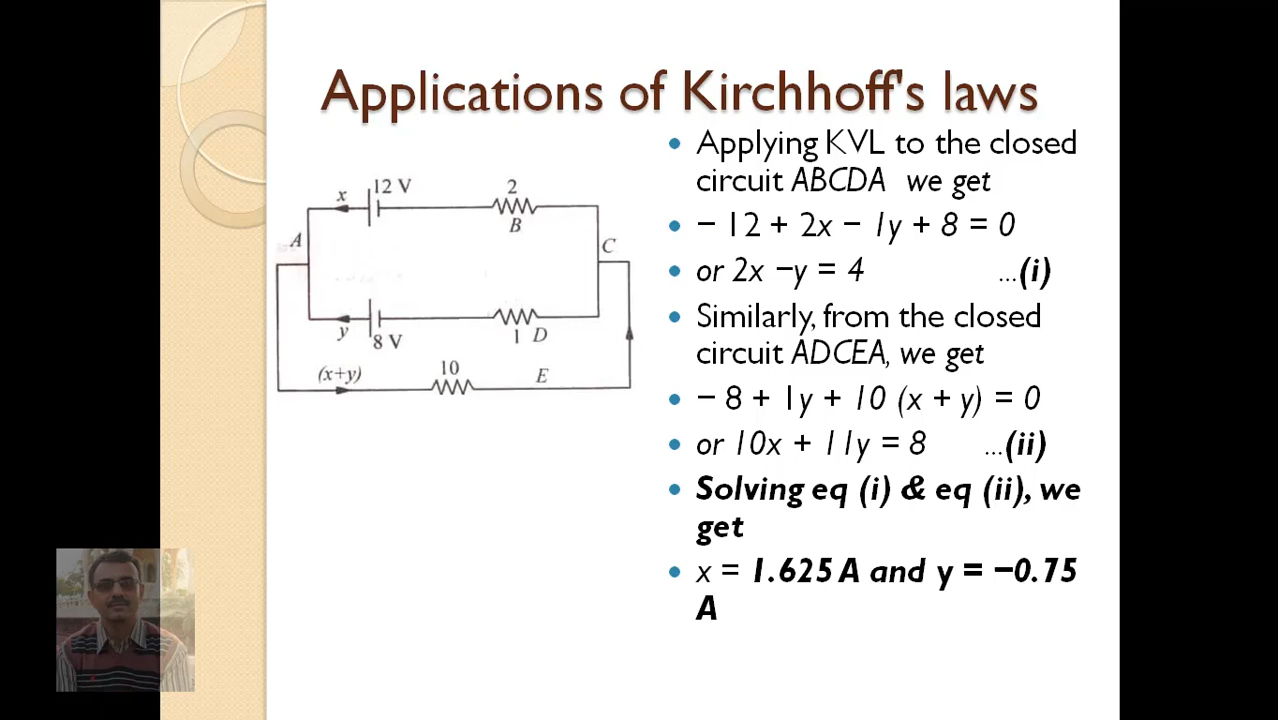 Applications of Kirchhoff's laws
x
12 V
2
B
A
C
y
8 V
1 D
(x+y)
10
E
• Applying KVL to the closed
circuit ABCDA we get
• − 12 + 2x − 1y + 8 = 0
• or 2x −y = 4 ...(i)
• Similarly, from the closed
circuit ADCEA, we get
• − 8 + 1y + 10 (x + y) = 0
• or 10x + 11y = 8 ...(ii)
• Solving eq (i) & eq (ii), we
get
• x = 1.625 A and y = −0.75
A